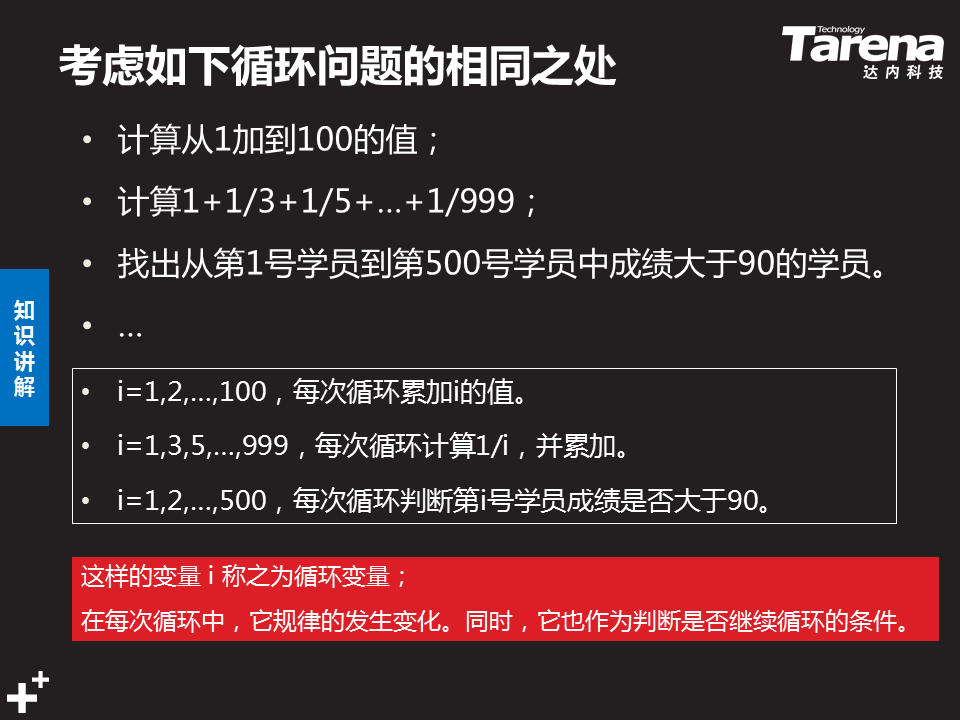 考虑如下循环问题的相同之处
Technology
Tarena
达内科技
• 计算从1加到100的值；
• 计算1+1/3+1/5+…+1/999；
• 找出从第1号学员到第500号学员中成绩大于90的学员。
• …
知识讲解
• i=1,2,…,100，每次循环累加i的值。
• i=1,3,5,…,999，每次循环计算1/i，并累加。
• i=1,2,…,500，每次循环判断第i号学员成绩是否大于90。
这样的变量 i 称之为循环变量；
在每次循环中，它规律的发生变化。同时，它也作为判断是否继续循环的条件。